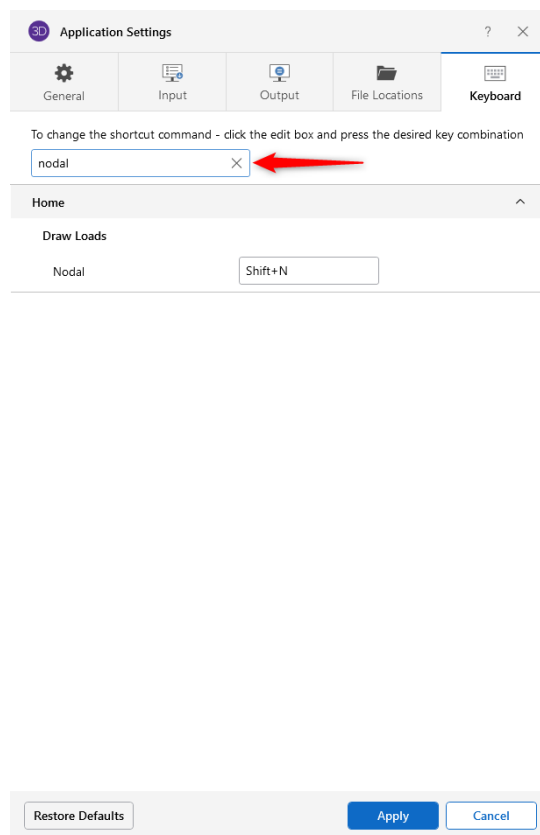 3D Application Settings ?
General Input Output File Locations Keyboard
To change the shortcut command - click the edit box and press the desired key combination
nodal
Home
Draw Loads
Nodal Shift+N
Restore Defaults Apply Cancel